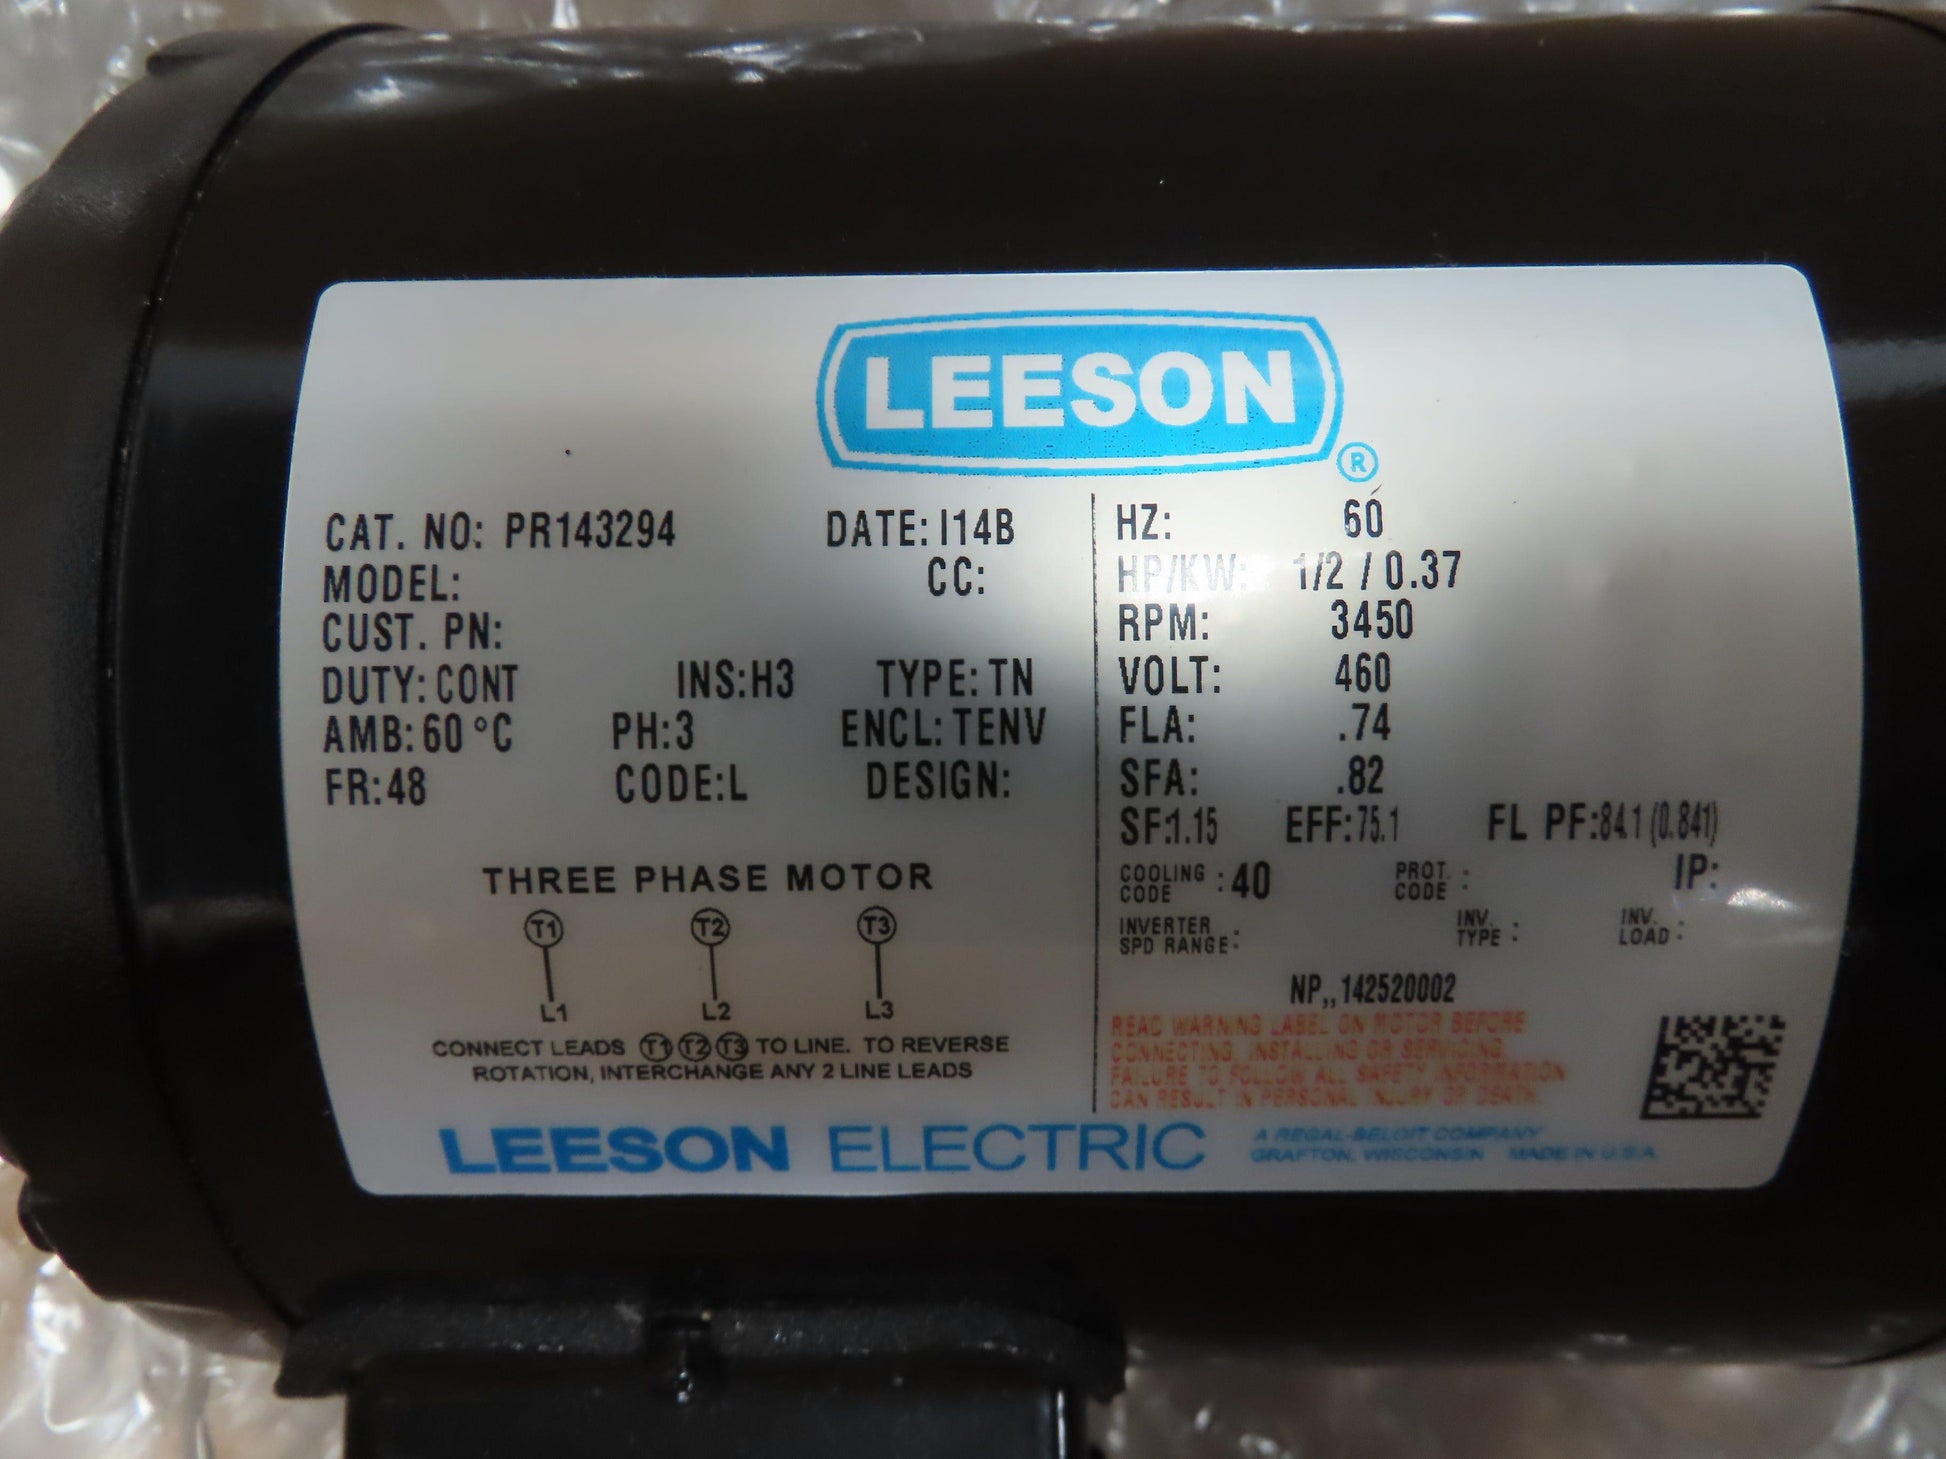 LEESON
®
CAT. NO: PR143294 DATE: I14B
MODEL: CC:
CUST. PN:
DUTY: CONT INS: H3 TYPE: TN
AMB: 60 °C PH: 3 ENCL: TENV
FR: 48 CODE: L DESIGN:
THREE PHASE MOTOR
T1 T2 T3
L1 L2 L3
CONNECT LEADS T1 T2 T3 TO LINE. TO REVERSE
ROTATION, INTERCHANGE ANY 2 LINE LEADS
HZ: 60
HP/KW: 1/2 / 0.37
RPM: 3450
VOLT: 460
FLA: .74
SFA: .82
SF: 1.15 EFF: 75.1 FL PF: 84.1 (0.841)
COOLING CODE : 40 PROT. CODE : IP:
INVERTER SPD RANGE : INV. TYPE : INV. LOAD :
NP,, 142520002
READ WARNING LABEL ON MOTOR BEFORE
CONNECTING, INSTALLING OR SERVICING.
FAILURE TO FOLLOW ALL SAFETY INFORMATION
CAN RESULT IN PERSONAL INJURY OR DEATH.
LEESON ELECTRIC
A REGAL-BELOIT COMPANY
GRAFTON, WISCONSIN MADE IN U.S.A.